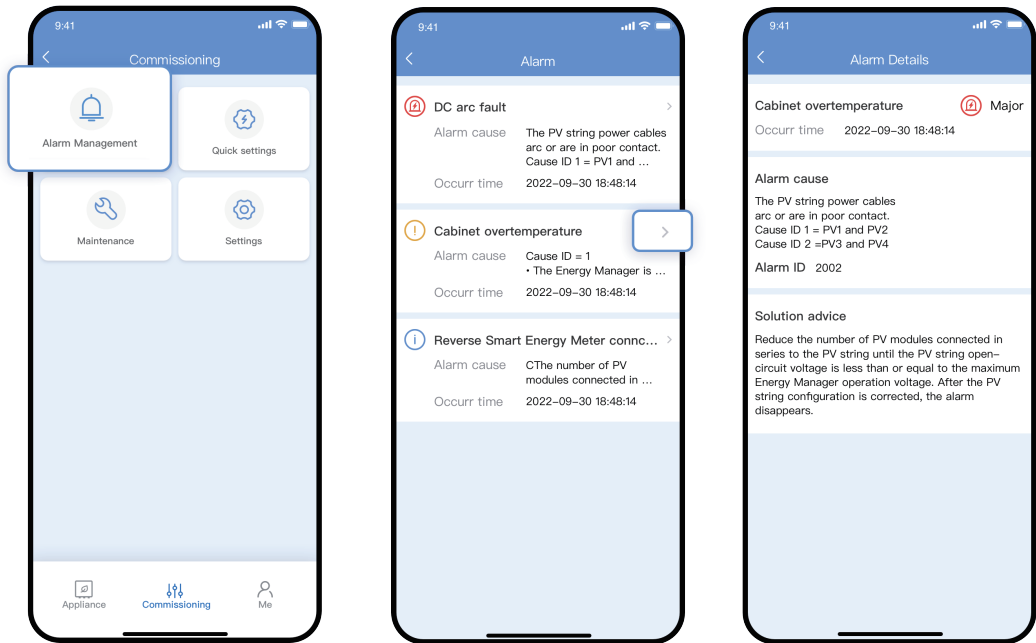 9:41
Commissioning
Alarm Management
Quick settings
Maintenance
Settings
Appliance
Commissioning
Me
9:41
Alarm
DC arc fault
Alarm cause
The PV string power cables
arc or are in poor contact.
Cause ID 1 = PV1 and ...
Occurr time
2022-09-30 18:48:14
Cabinet overtemperature
Alarm cause
Cause ID = 1
• The Energy Manager is ...
Occurr time
2022-09-30 18:48:14
Reverse Smart Energy Meter connc...
Alarm cause
CThe number of PV
modules connected in ...
Occurr time
2022-09-30 18:48:14
9:41
Alarm Details
Cabinet overtemperature
Major
Occurr time
2022-09-30 18:48:14
Alarm cause
The PV string power cables
arc or are in poor contact.
Cause ID 1 = PV1 and PV2
Cause ID 2 =PV3 and PV4
Alarm ID 2002
Solution advice
Reduce the number of PV modules connected in
series to the PV string until the PV string open-
circuit voltage is less than or equal to the maximum
Energy Manager operation voltage. After the PV
string configuration is corrected, the alarm
disappears.